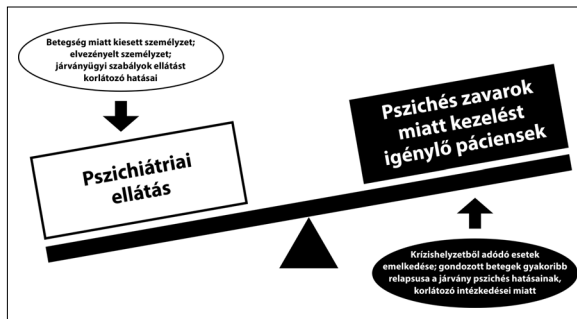 Betegség miatt kiesett személyzet;
elvezényelt személyzet;
járványügyi szabályok ellátást
korlátozó hatásai
Pszichiátriai
ellátás
Pszichés zavarok
miatt kezelést
igénylő páciensek
Krízishelyzetből adódó esetek
emelkedése; gondozott betegek gyakoribb
relapsusa a járvány pszichés hatásainak,
korlátozó intézkedései miatt